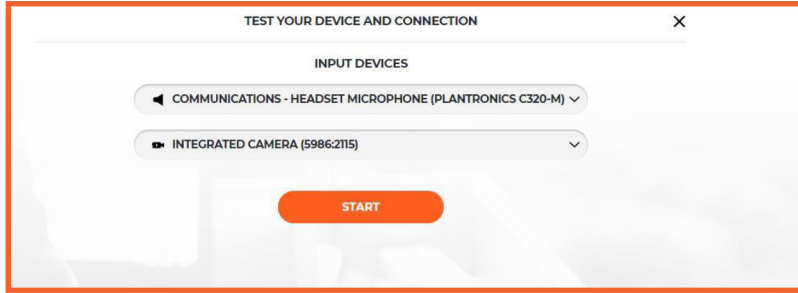 TEST YOUR DEVICE AND CONNECTION
INPUT DEVICES
COMMUNICATIONS - HEADSET MICROPHONE (PLANTRONICS C320-M)
INTEGRATED CAMERA (5986:2115)
START